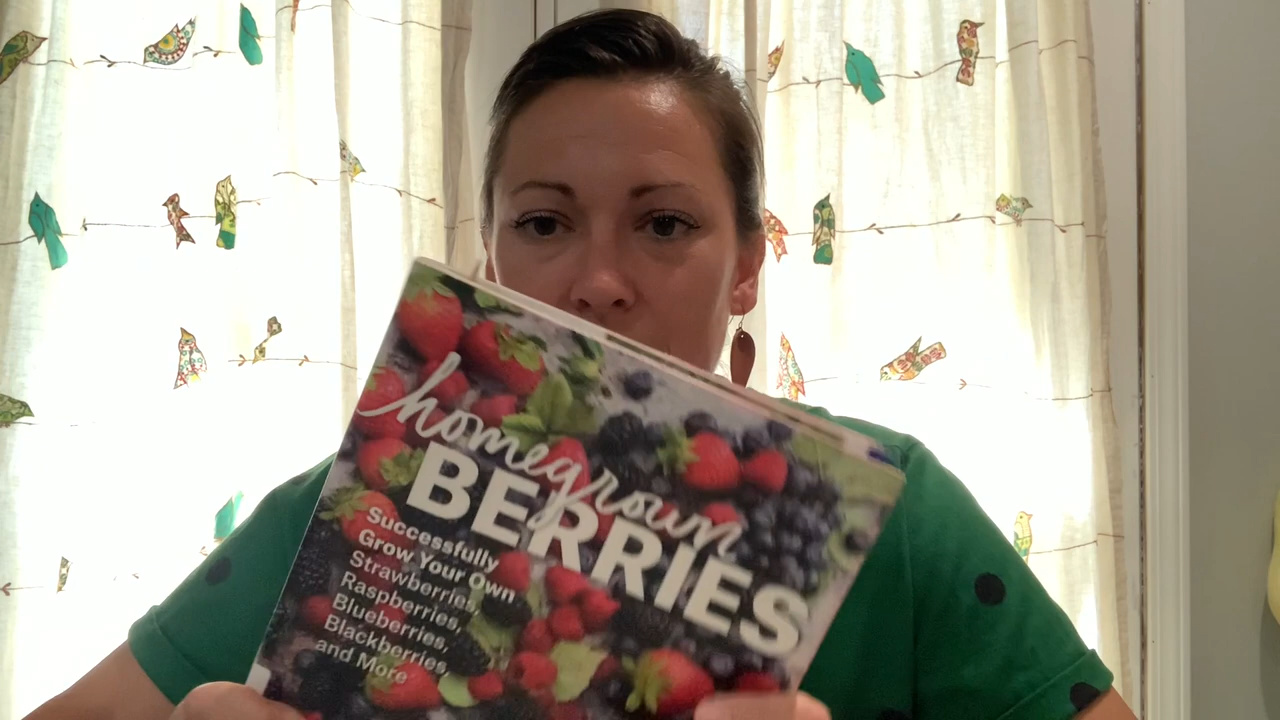 homegrown
BERRIES
Successfully
Grow Your Own
Strawberries,
Raspberries,
Blueberries,
Blackberries,
and More